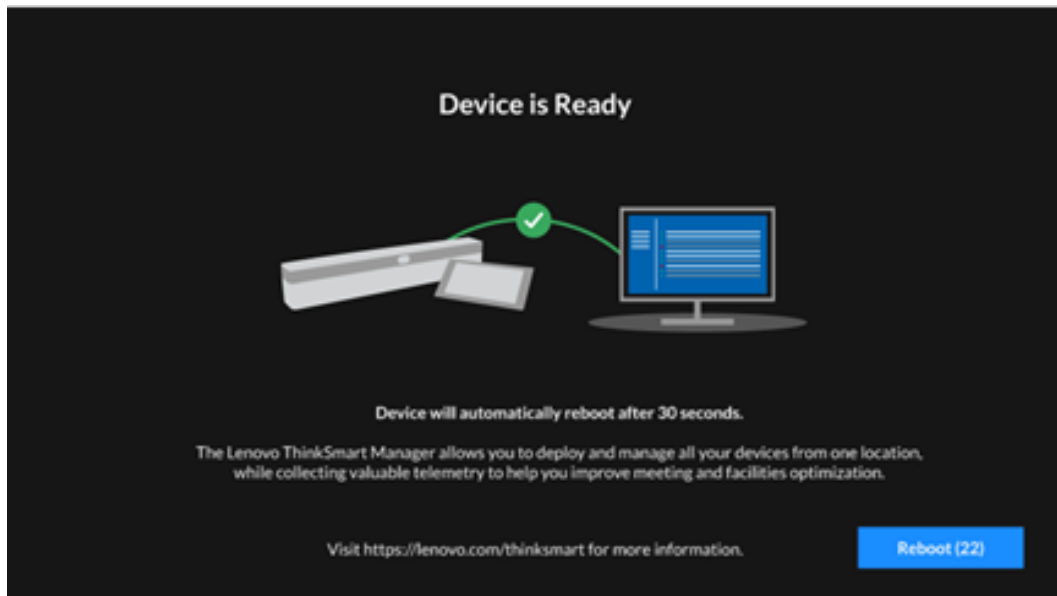 Device is Ready
Device will automatically reboot after 30 seconds.
The Lenovo ThinkSmart Manager allows you to deploy and manage all your devices from one location,
while collecting valuable telemetry to help you improve meeting and facilities optimization.
Visit https://lenovo.com/thinksmart for more information.
Reboot (22)